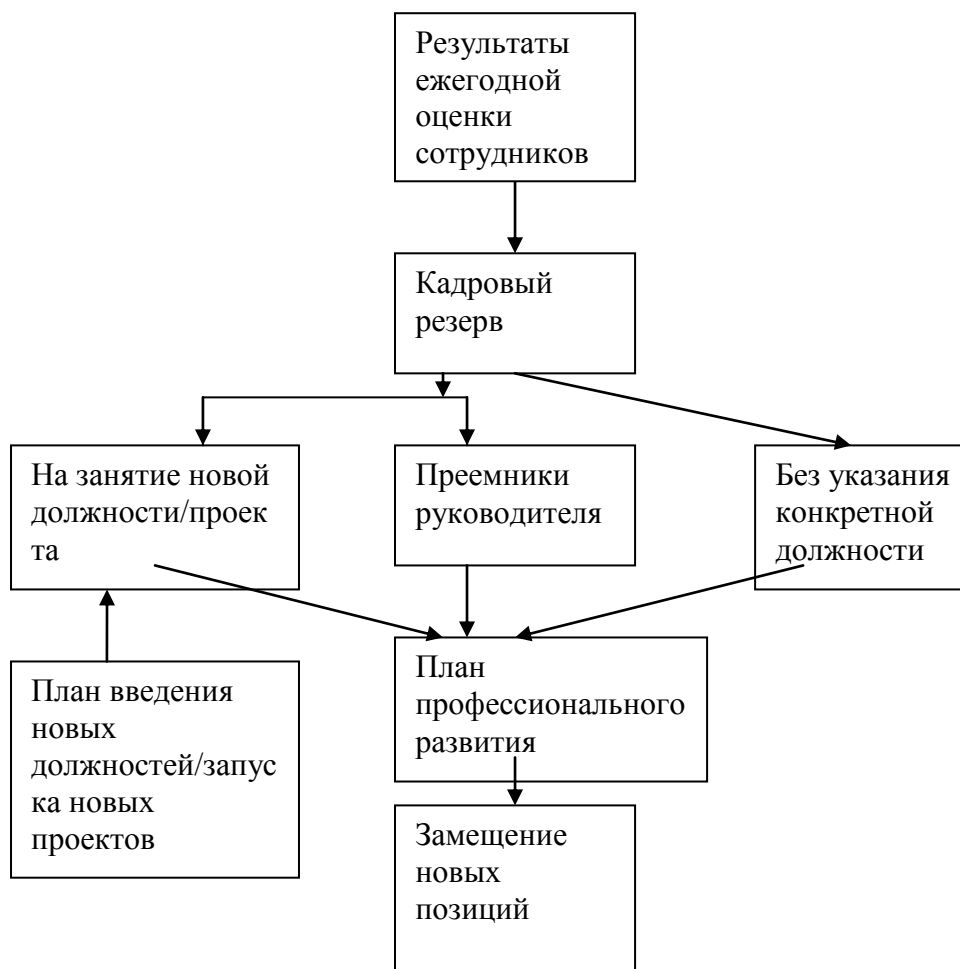 Результаты
ежегодной
оценки
сотрудников
Кадровый
резерв
На занятие новой
должности/проек
та
Преемники
руководителя
Без указания
конкретной
должности
План введения
новых
должностей/запус
ка новых
проектов
План
профессионального
развития
Замещение
новых
позиций